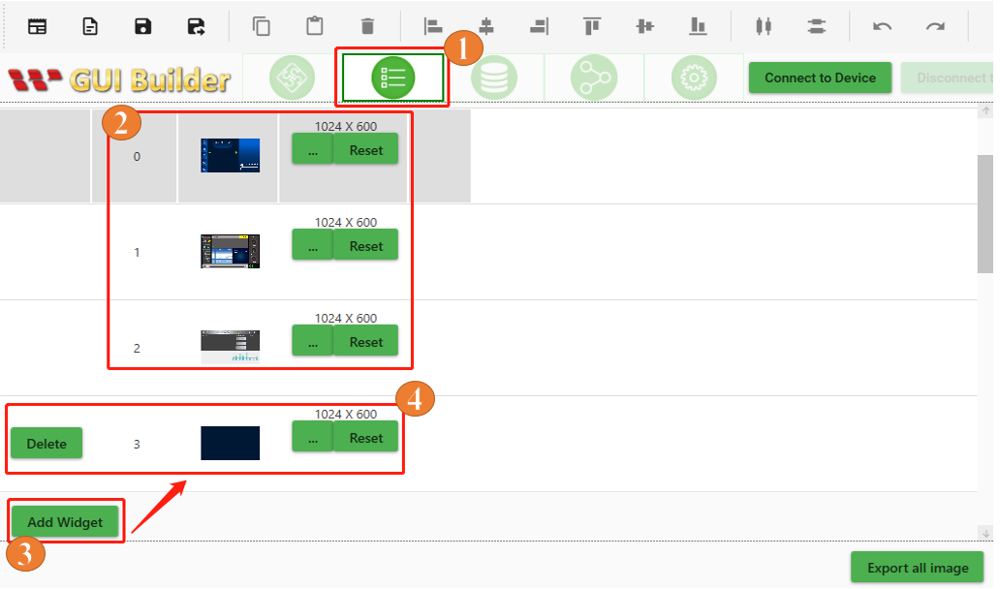 1
GUI Builder
Connect to Device
Disconnect t
2
1024 X 600
0
...
Reset
1024 X 600
1
...
Reset
1024 X 600
2
...
Reset
4
1024 X 600
Delete
3
...
Reset
Add Widget
3
Export all image